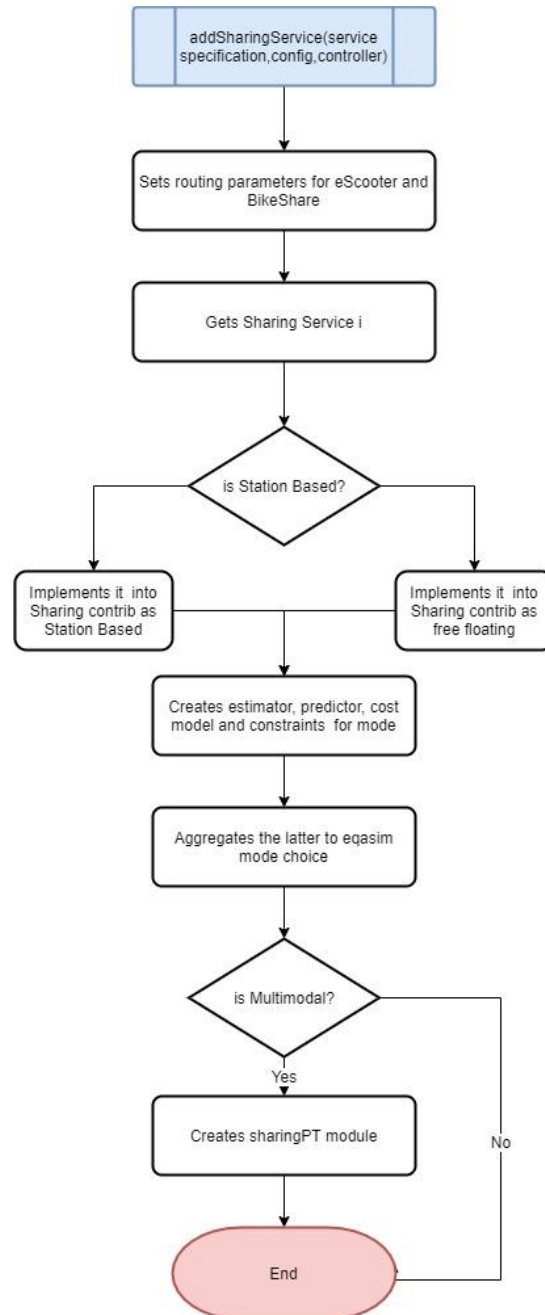 addSharingService(service
specification,config,controller)
Sets routing parameters for eScooter and
BikeShare
Gets Sharing Service i
is Station Based?
Implements it into
Sharing contrib as
Station Based
Implements it into
Sharing contrib as
free floating
Creates estimator, predictor, cost
model and constraints for mode
Aggregates the latter to eqasim
mode choice
is Multimodal?
Yes
Creates sharingPT module
No
End